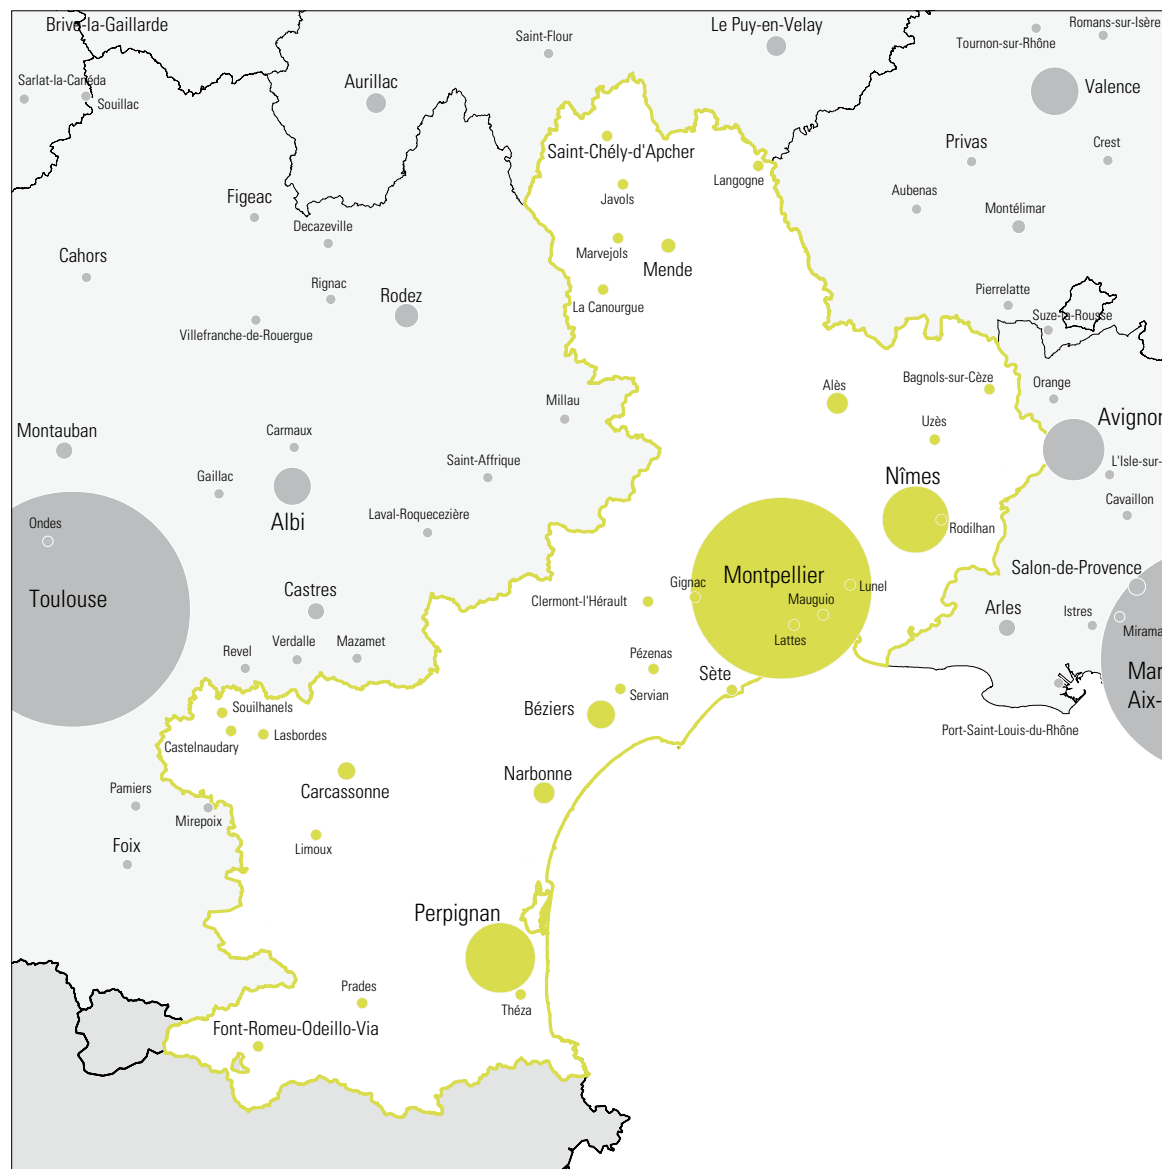 Brive-la-Gaillarde
Saint-Flour
Le Puy-en-Velay
Romans-sur-Isère
Tournon-sur-Rhône
Sarlat-la-Canéda
Souillac
Aurillac
Valence
Saint-Chély-d'Apcher
Langogne
Privas
Crest
Figeac
Javols
Aubenas
Montélimar
Decazeville
Marvejols
Mende
Cahors
Rignac
Rodez
La Canourgue
Pierrelatte
Suze-la-Rousse
Villefranche-de-Rouergue
Millau
Alès
Bagnols-sur-Cèze
Orange
Montauban
Carmaux
Uzès
Avignon
Gaillac
Saint-Affrique
L'Isle-sur-
Nîmes
Cavaillon
Albi
Laval-Roquecezière
Ondes
Rodilhan
Toulouse
Castres
Clermont-l'Hérault
Gignac
Montpellier
Mauguio
Lunel
Lattes
Salon-de-Provence
Arles
Istres
Mirama
Revel
Verdalle
Mazamet
Pézenas
Servian
Sète
Mar
Aix-
Souilhanels
Béziers
Port-Saint-Louis-du-Rhône
Castelnaudary
Lasbordes
Carcassonne
Narbonne
Pamiers
Mirepoix
Foix
Limoux
Perpignan
Prades
Théza
Font-Romeu-Odeillo-Via